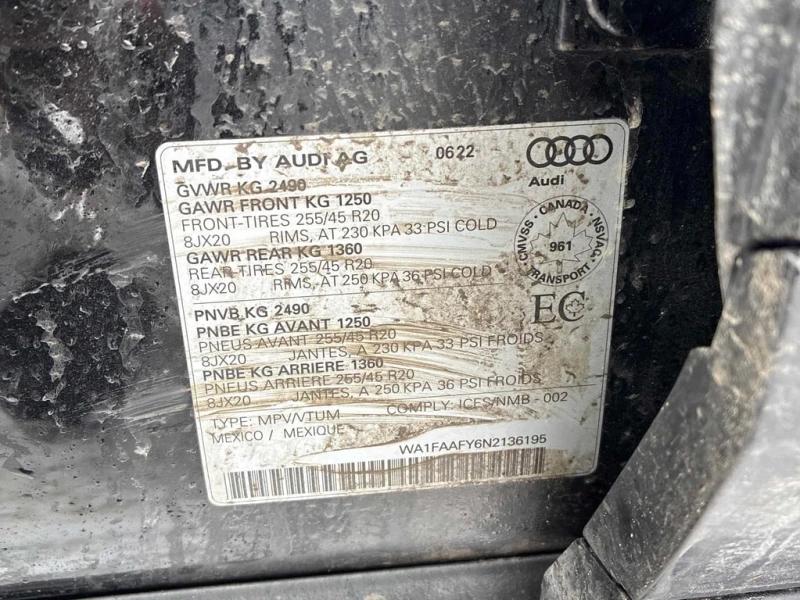 MFD. BY AUDI AG 0622
Audi
GVWR KG 2490
GAWR FRONT KG 1250
FRONT-TIRES 255/45 R20
8JX20 RIMS, AT 230 KPA 33 PSI COLD
GAWR REAR KG 1360
REAR-TIRES 255/45 R20
8JX20 RIMS, AT 250 KPA 36 PSI COLD
CMVSS · CANADA · NSVAC
961
TRANSPORT
EC
PNVB KG 2490
PNBE KG AVANT 1250
PNEUS AVANT 255/45 R20
8JX20 JANTES, A 230 KPA 33 PSI FROIDS
PNBE KG ARRIERE 1360
PNEUS ARRIERE 255/45 R20
8JX20 JANTES, A 250 KPA 36 PSI FROIDS
TYPE: MPV/VTUM COMPLY: ICES/NMB - 002
MEXICO / MEXIQUE
WA1FAAFY6N2136195